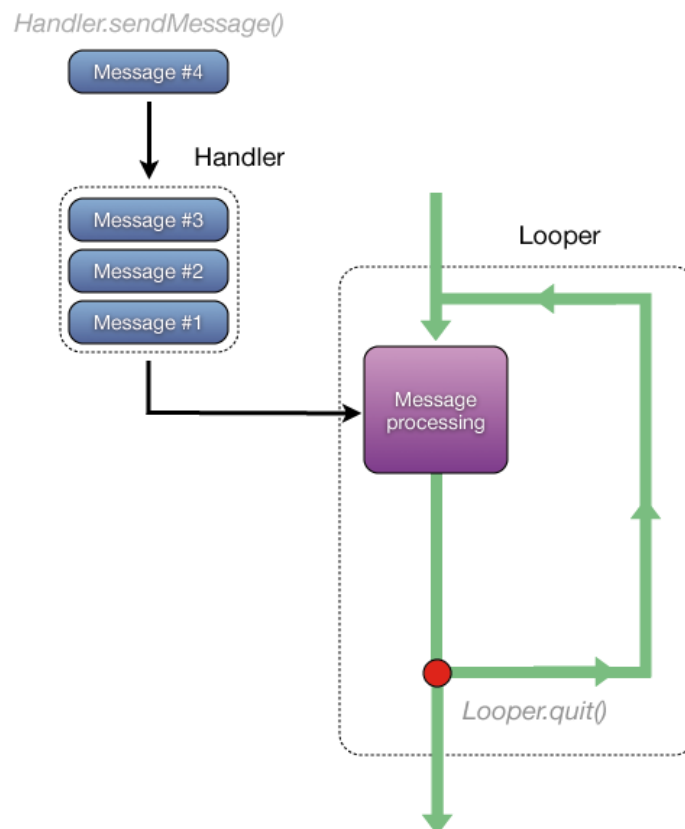 Handler.sendMessage()
Message #4
Handler
Message #3
Message #2
Message #1
Looper
Message
processing
Looper.quit()